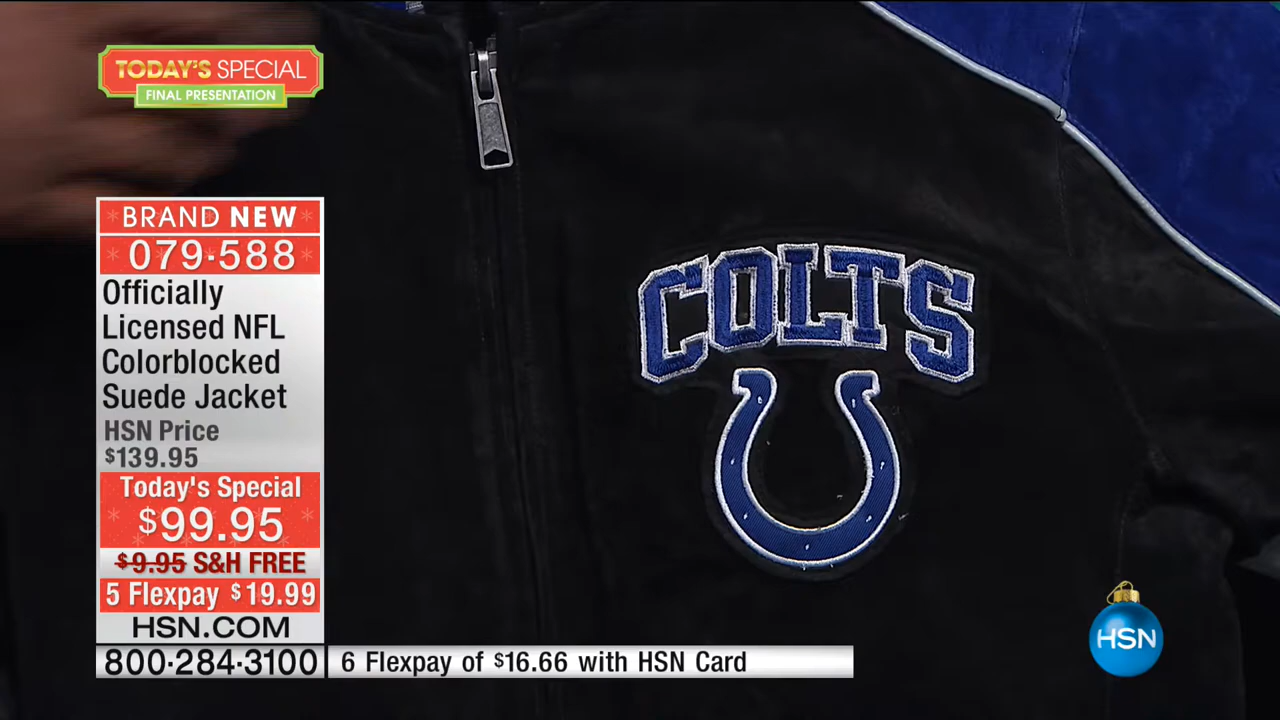 TODAY'S SPECIAL
FINAL PRESENTATION
BRAND NEW
079·588
Officially
Licensed NFL
Colorblocked
Suede Jacket
HSN Price
$139.95
Today's Special
$99.95
$9.95 S&H FREE
5 Flexpay $19.99
HSN.COM
800·284·3100
6 Flexpay of $16.66 with HSN Card
COLTS
HSN